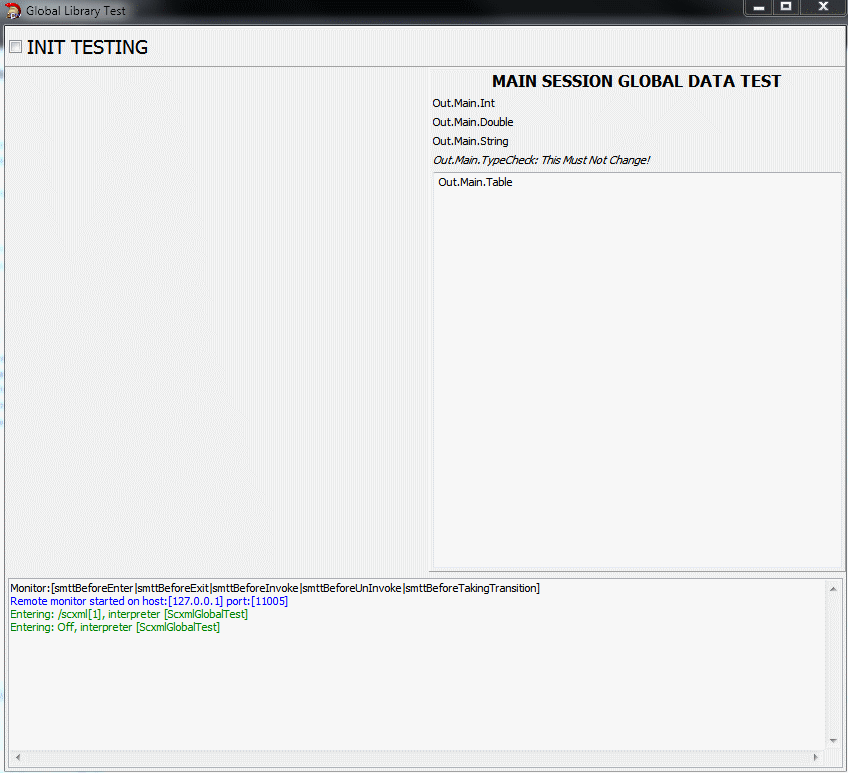 Global Library Test
INIT TESTING
MAIN SESSION GLOBAL DATA TEST
Out.Main.Int
Out.Main.Double
Out.Main.String
Out.Main.TypeCheck: This Must Not Change!
Out.Main.Table
Monitor:[smttBeforeEnter|smttBeforeExit|smttBeforeInvoke|smttBeforeUnInvoke|smttBeforeTakingTransition]
Remote monitor started on host:[127.0.0.1] port:[11005]
Entering: /scxml[1], interpreter [ScxmlGlobalTest]
Entering: Off, interpreter [ScxmlGlobalTest]